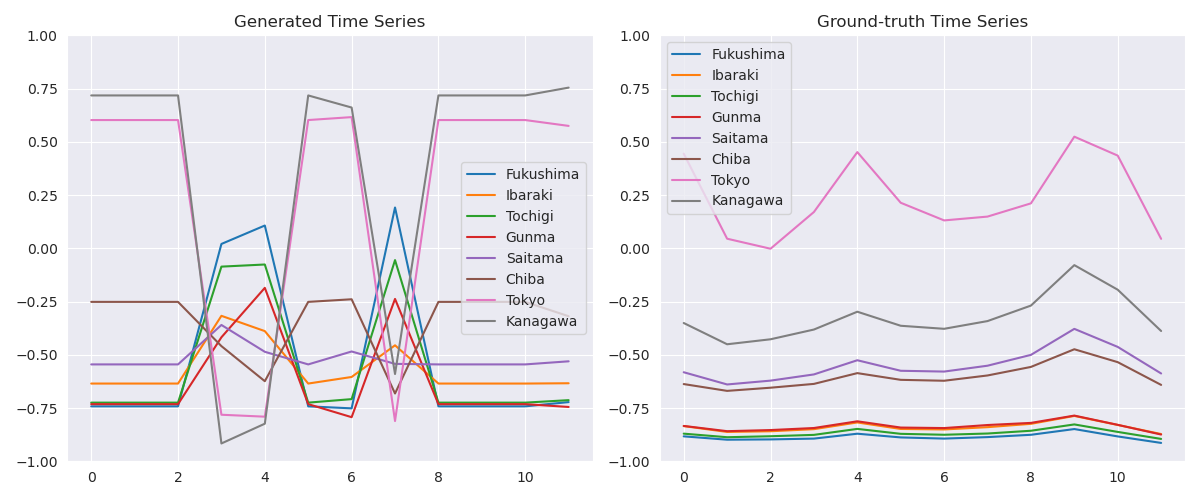 Generated Time Series
1.00
0.75
0.50
0.25
0.00
−0.25
−0.50
−0.75
−1.00
0 2 4 6 8 10
Fukushima
Ibaraki
Tochigi
Gunma
Saitama
Chiba
Tokyo
Kanagawa
Ground-truth Time Series
1.00
0.75
0.50
0.25
0.00
−0.25
−0.50
−0.75
−1.00
0 2 4 6 8 10
Fukushima
Ibaraki
Tochigi
Gunma
Saitama
Chiba
Tokyo
Kanagawa